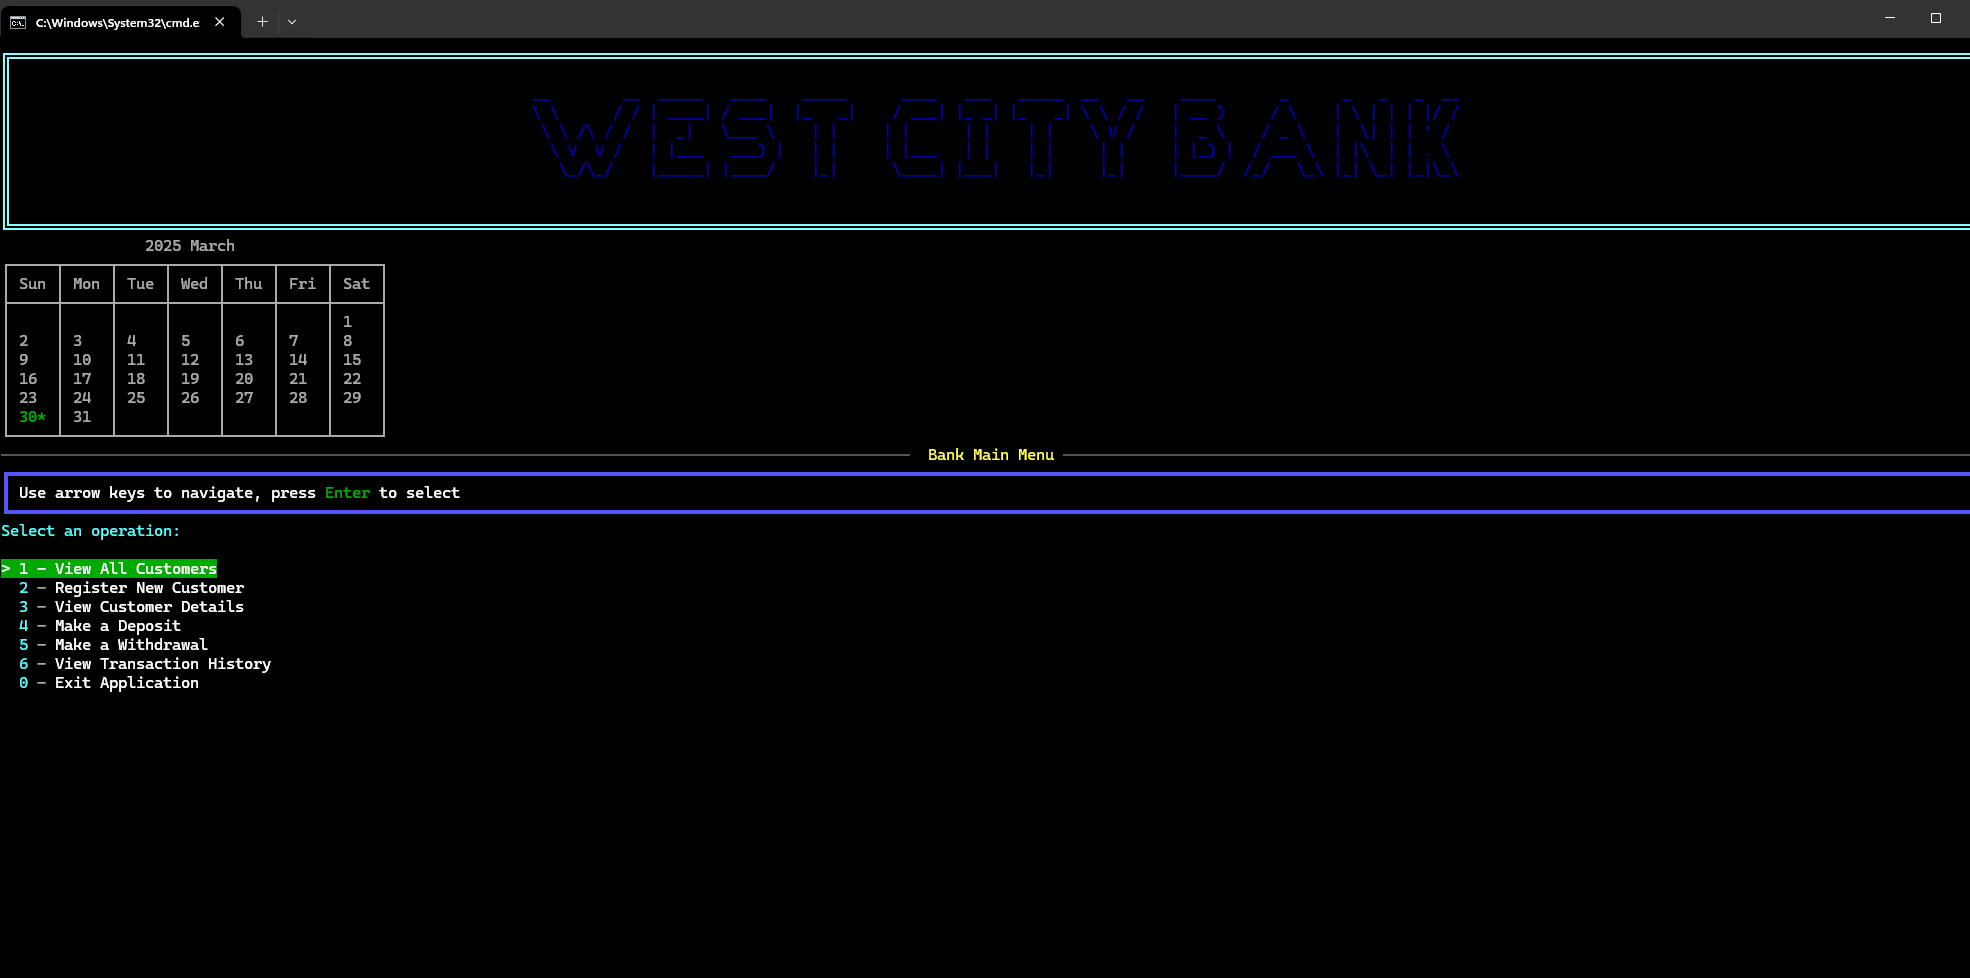 C:\Windows\System32\cmd.e
WEST CITY BANK
2025 March
Sun Mon Tue Wed Thu Fri Sat
1
2 3 4 5 6 7 8
9 10 11 12 13 14 15
16 17 18 19 20 21 22
23 24 25 26 27 28 29
30* 31
Bank Main Menu
Use arrow keys to navigate, press Enter to select
Select an operation:
> 1 - View All Customers
2 - Register New Customer
3 - View Customer Details
4 - Make a Deposit
5 - Make a Withdrawal
6 - View Transaction History
0 - Exit Application